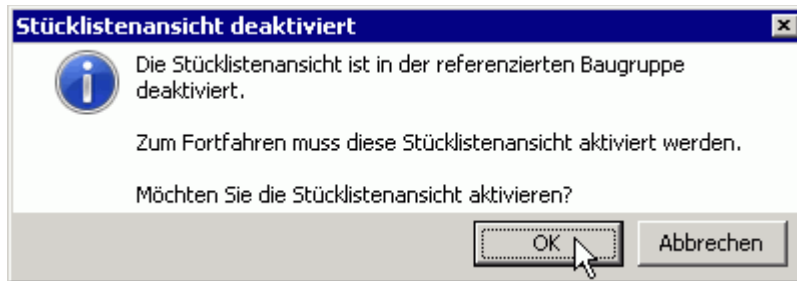 Stücklistenansicht deaktiviert
Die Stücklistenansicht ist in der referenzierten Baugruppe
deaktiviert.
Zum Fortfahren muss diese Stücklistenansicht aktiviert werden.
Möchten Sie die Stücklistenansicht aktivieren?
OK Abbrechen